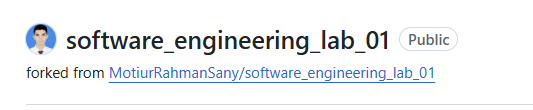 software_engineering_lab_01 Public
forked from MotiurRahmanSany/software_engineering_lab_01